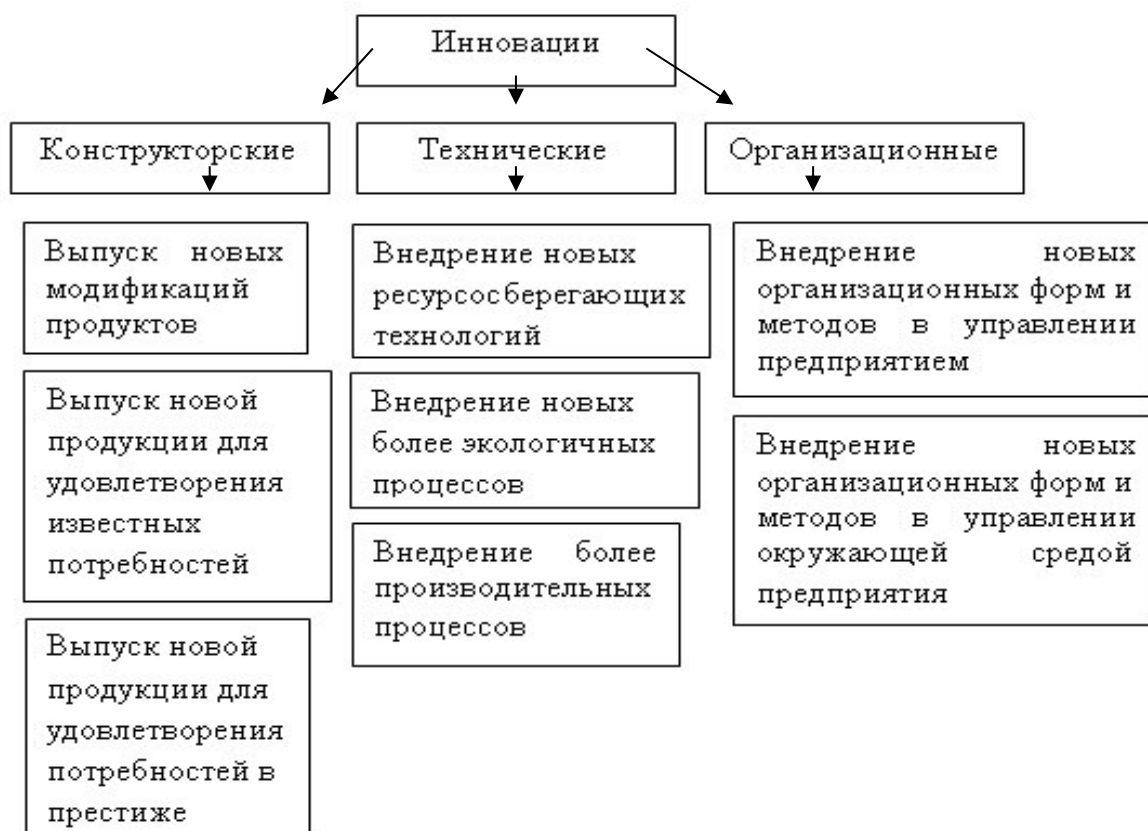 Инновации
Конструкторские
Технические
Организационные
Выпуск новых
модификаций
продуктов
Выпуск новой
продукции для
удовлетворения
известных
потребностей
Выпуск новой
продукции для
удовлетворения
потребностей в
престиже
Внедрение новых
ресурсосберегающих
технологий
Внедрение новых
более экологичных
процессов
Внедрение более
производительных
процессов
Внедрение новых
организационных форм и
методов в управлении
предприятием
Внедрение новых
организационных форм и
методов в управлении
окружающей средой
предприятия